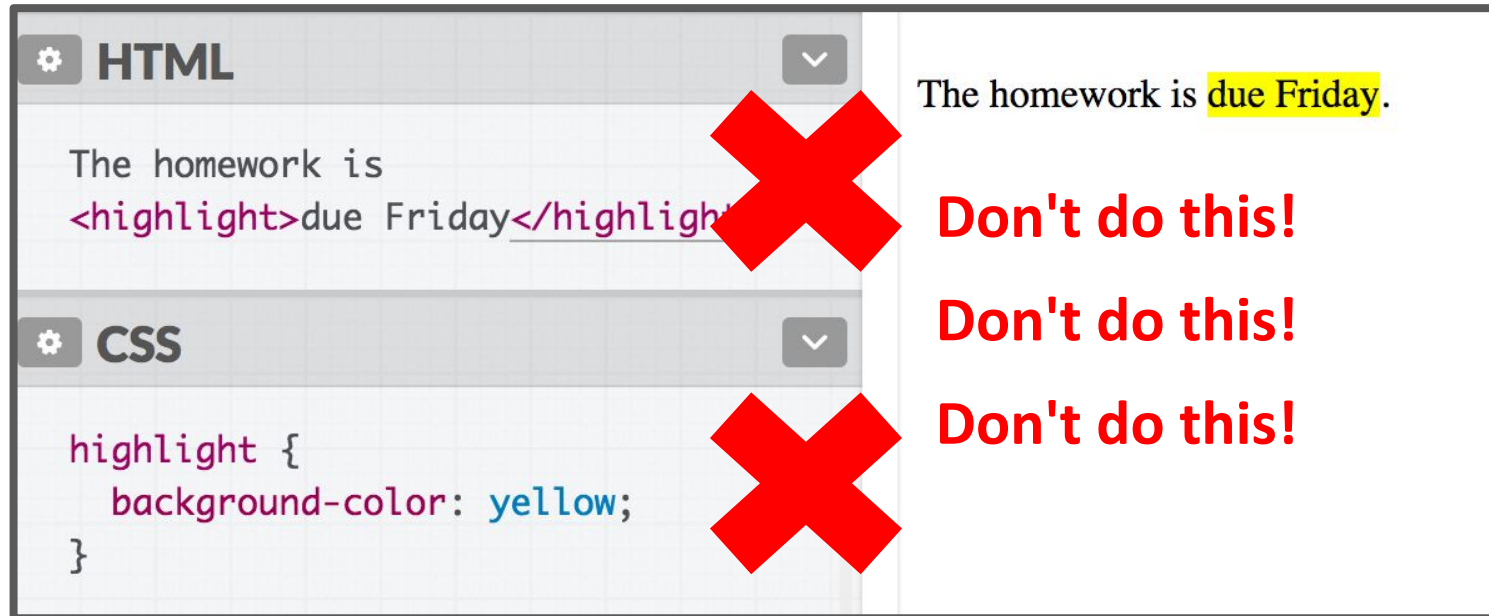 HTML
The homework is
<highlight>due Friday</highlight
CSS
highlight {
  background-color: yellow;
}
The homework is due Friday.
Don't do this!
Don't do this!
Don't do this!